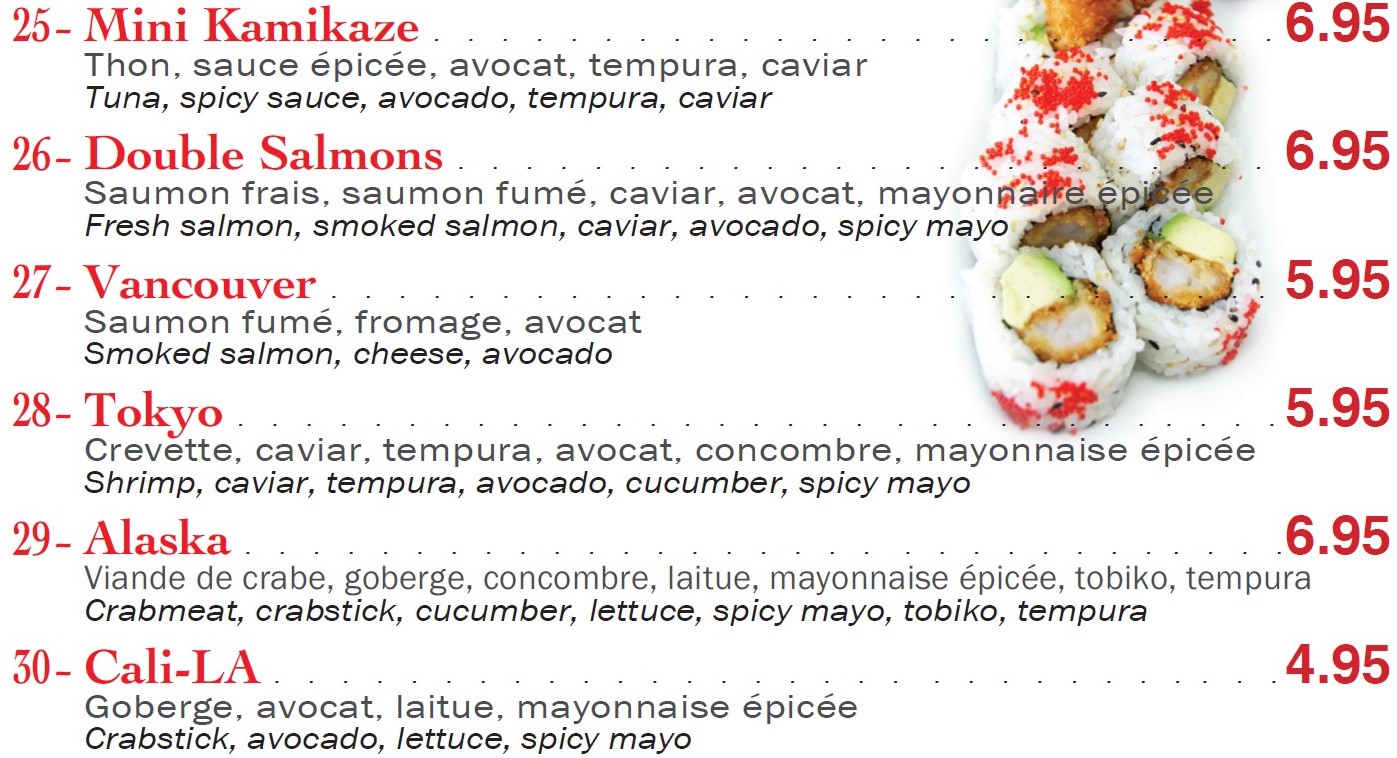 25- Mini Kamikaze . . . . . . . . . . . . . . . . . . . . . . . . . 6.95
Thon, sauce épicée, avocat, tempura, caviar
Tuna, spicy sauce, avocado, tempura, caviar
26- Double Salmons . . . . . . . . . . . . . . . . . . . . . . . . 6.95
Saumon frais, saumon fumé, caviar, avocat, mayonnaire épicée
Fresh salmon, smoked salmon, caviar, avocado, spicy mayo
27- Vancouver . . . . . . . . . . . . . . . . . . . . . . . . . . . . 5.95
Saumon fumé, fromage, avocat
Smoked salmon, cheese, avocado
28- Tokyo . . . . . . . . . . . . . . . . . . . . . . . . . . . . . . . 5.95
Crevette, caviar, tempura, avocat, concombre, mayonnaise épicée
Shrimp, caviar, tempura, avocado, cucumber, spicy mayo
29- Alaska . . . . . . . . . . . . . . . . . . . . . . . . . . . . . . . 6.95
Viande de crabe, goberge, concombre, laitue, mayonnaise épicée, tobiko, tempura
Crabmeat, crabstick, cucumber, lettuce, spicy mayo, tobiko, tempura
30- Cali-LA . . . . . . . . . . . . . . . . . . . . . . . . . . . . . . 4.95
Goberge, avocat, laitue, mayonnaise épicée
Crabstick, avocado, lettuce, spicy mayo